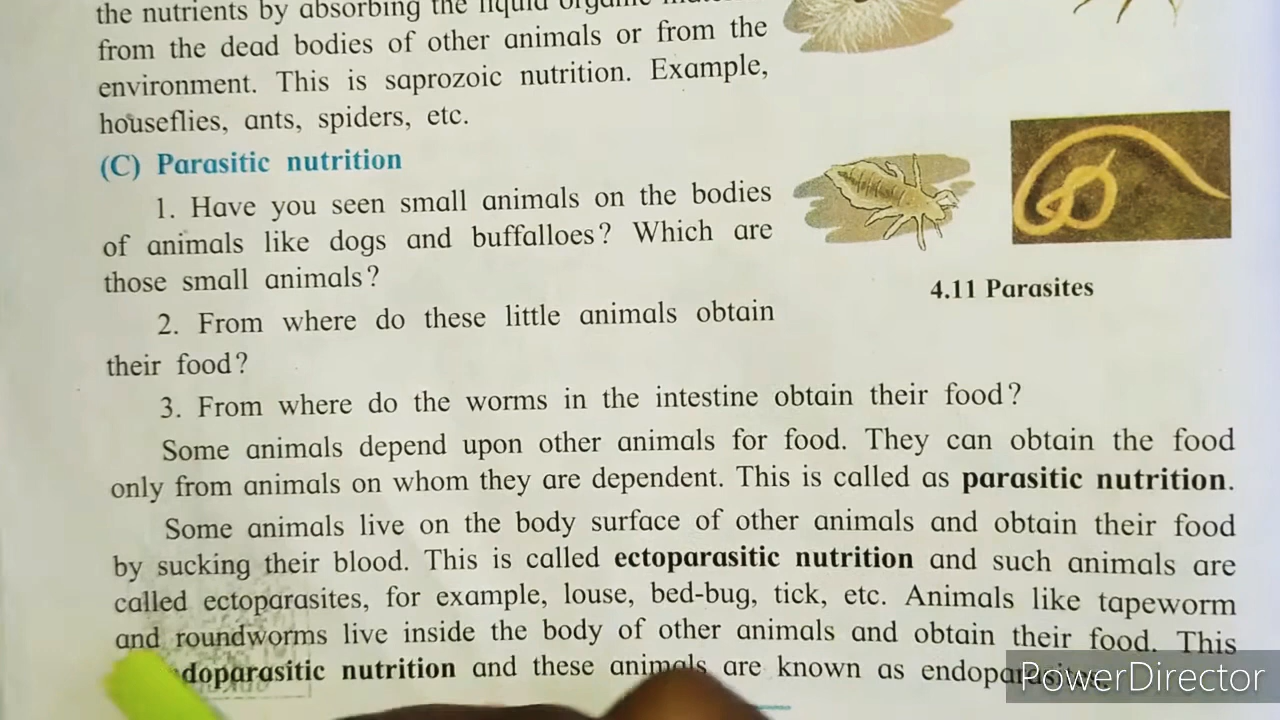 the nutrients by absorbing the liquid
from the dead bodies of other animals or from the
environment. This is saprozoic nutrition. Example,
houseflies, ants, spiders, etc.
(C) Parasitic nutrition
1. Have you seen small animals on the bodies
of animals like dogs and buffalloes? Which are
those small animals?
4.11 Parasites
2. From where do these little animals obtain
their food?
3. From where do the worms in the intestine obtain their food?
Some animals depend upon other animals for food. They can obtain the food
only from animals on whom they are dependent. This is called as parasitic nutrition.
Some animals live on the body surface of other animals and obtain their food
by sucking their blood. This is called ectoparasitic nutrition and such animals are
called ectoparasites, for example, louse, bed-bug, tick, etc. Animals like tapeworm
and roundworms live inside the body of other animals and obtain their food. This
doparasitic nutrition and these animals are known as
PowerDirector